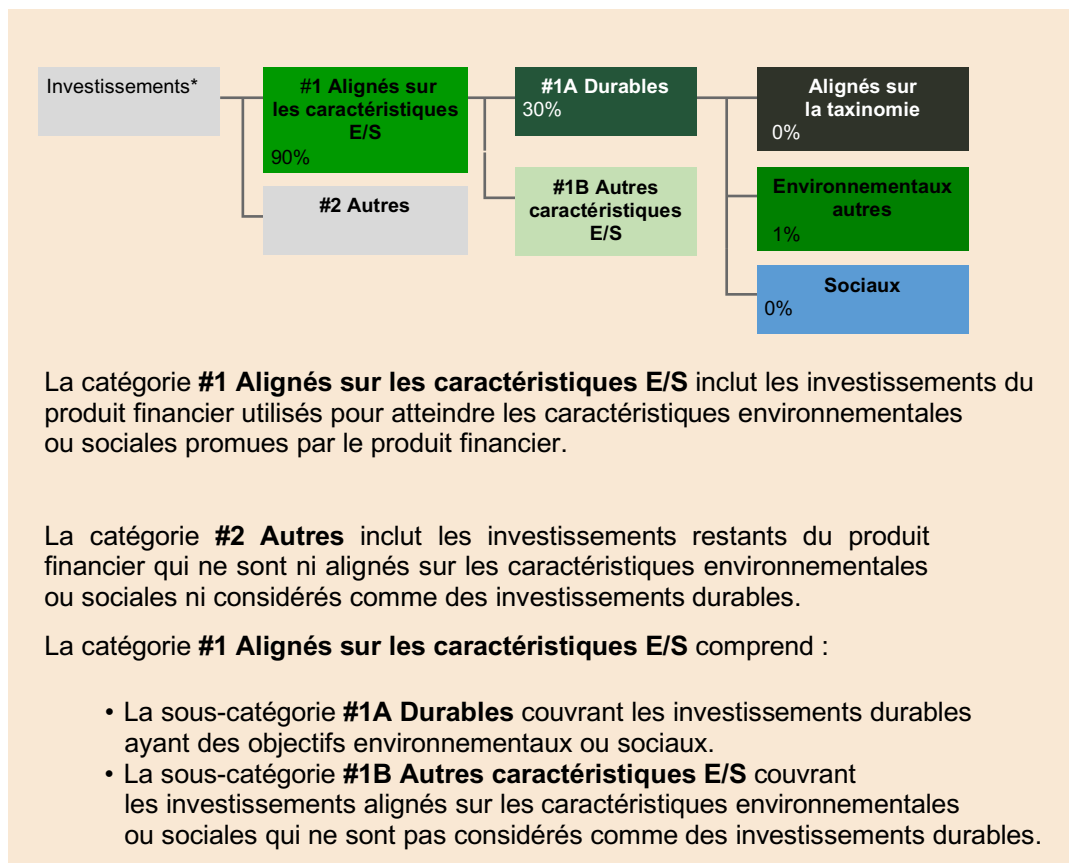 Investissements*
#1 Alignés sur
les caractéristiques
E/S
90%
#2 Autres
#1A Durables
30%
#1B Autres
caractéristiques
E/S
Alignés sur
la taxinomie
0%
Environnementaux
autres
1%
Sociaux
0%
La catégorie #1 Alignés sur les caractéristiques E/S inclut les investissements du
produit financier utilisés pour atteindre les caractéristiques environnementales
ou sociales promues par le produit financier.
La catégorie #2 Autres inclut les investissements restants du produit
financier qui ne sont ni alignés sur les caractéristiques environnementales
ou sociales ni considérés comme des investissements durables.
La catégorie #1 Alignés sur les caractéristiques E/S comprend :
• La sous-catégorie #1A Durables couvrant les investissements durables
ayant des objectifs environnementaux ou sociaux.
• La sous-catégorie #1B Autres caractéristiques E/S couvrant
les investissements alignés sur les caractéristiques environnementales
ou sociales qui ne sont pas considérés comme des investissements durables.